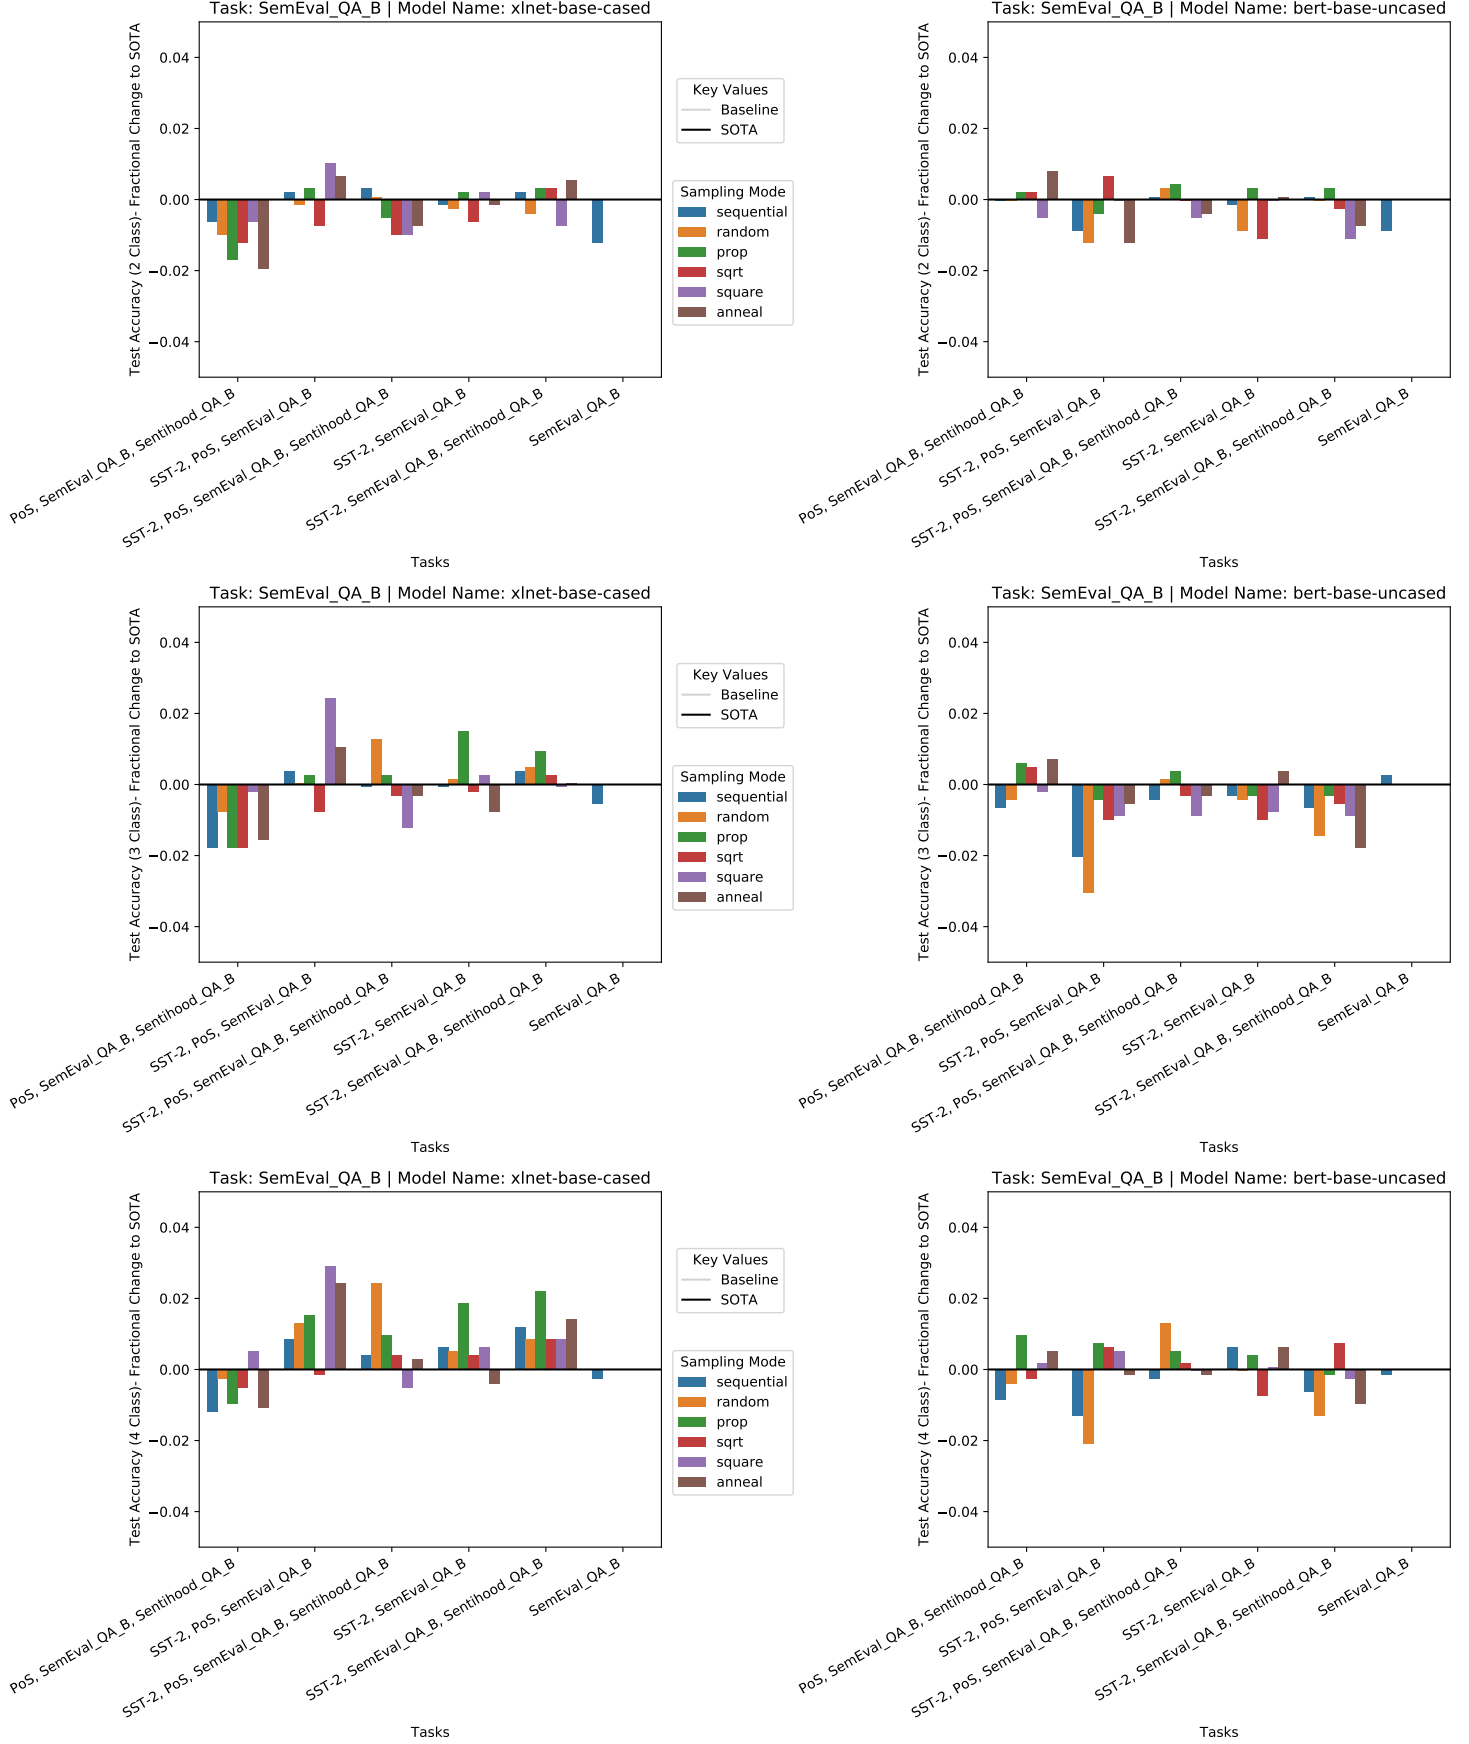 Task: SemEval_QA_B | Model Name: xlnet-base-cased
Test Accuracy (2 Class)- Fractional Change to SOTA
0.04
0.02
0.00
−0.02
−0.04
PoS, SemEval_QA_B, Sentihood_QA_B
SST-2, PoS, SemEval_QA_B
SST-2, PoS, SemEval_QA_B, Sentihood_QA_B
SST-2, SemEval_QA_B
SST-2, SemEval_QA_B, Sentihood_QA_B
SemEval_QA_B
Tasks
Key Values
Baseline
SOTA
Sampling Mode
sequential
random
prop
sqrt
square
anneal
Task: SemEval_QA_B | Model Name: bert-base-uncased
Test Accuracy (2 Class)- Fractional Change to SOTA
0.04
0.02
0.00
−0.02
−0.04
PoS, SemEval_QA_B, Sentihood_QA_B
SST-2, PoS, SemEval_QA_B
SST-2, PoS, SemEval_QA_B, Sentihood_QA_B
SST-2, SemEval_QA_B
SST-2, SemEval_QA_B, Sentihood_QA_B
SemEval_QA_B
Tasks
Task: SemEval_QA_B | Model Name: xlnet-base-cased
Test Accuracy (3 Class)- Fractional Change to SOTA
0.04
0.02
0.00
−0.02
−0.04
PoS, SemEval_QA_B, Sentihood_QA_B
SST-2, PoS, SemEval_QA_B
SST-2, PoS, SemEval_QA_B, Sentihood_QA_B
SST-2, SemEval_QA_B
SST-2, SemEval_QA_B, Sentihood_QA_B
SemEval_QA_B
Tasks
Key Values
Baseline
SOTA
Sampling Mode
sequential
random
prop
sqrt
square
anneal
Task: SemEval_QA_B | Model Name: bert-base-uncased
Test Accuracy (3 Class)- Fractional Change to SOTA
0.04
0.02
0.00
−0.02
−0.04
PoS, SemEval_QA_B, Sentihood_QA_B
SST-2, PoS, SemEval_QA_B
SST-2, PoS, SemEval_QA_B, Sentihood_QA_B
SST-2, SemEval_QA_B
SST-2, SemEval_QA_B, Sentihood_QA_B
SemEval_QA_B
Tasks
Task: SemEval_QA_B | Model Name: xlnet-base-cased
Test Accuracy (4 Class)- Fractional Change to SOTA
0.04
0.02
0.00
−0.02
−0.04
PoS, SemEval_QA_B, Sentihood_QA_B
SST-2, PoS, SemEval_QA_B
SST-2, PoS, SemEval_QA_B, Sentihood_QA_B
SST-2, SemEval_QA_B
SST-2, SemEval_QA_B, Sentihood_QA_B
SemEval_QA_B
Tasks
Key Values
Baseline
SOTA
Sampling Mode
sequential
random
prop
sqrt
square
anneal
Task: SemEval_QA_B | Model Name: bert-base-uncased
Test Accuracy (4 Class)- Fractional Change to SOTA
0.04
0.02
0.00
−0.02
−0.04
PoS, SemEval_QA_B, Sentihood_QA_B
SST-2, PoS, SemEval_QA_B
SST-2, PoS, SemEval_QA_B, Sentihood_QA_B
SST-2, SemEval_QA_B
SST-2, SemEval_QA_B, Sentihood_QA_B
SemEval_QA_B
Tasks